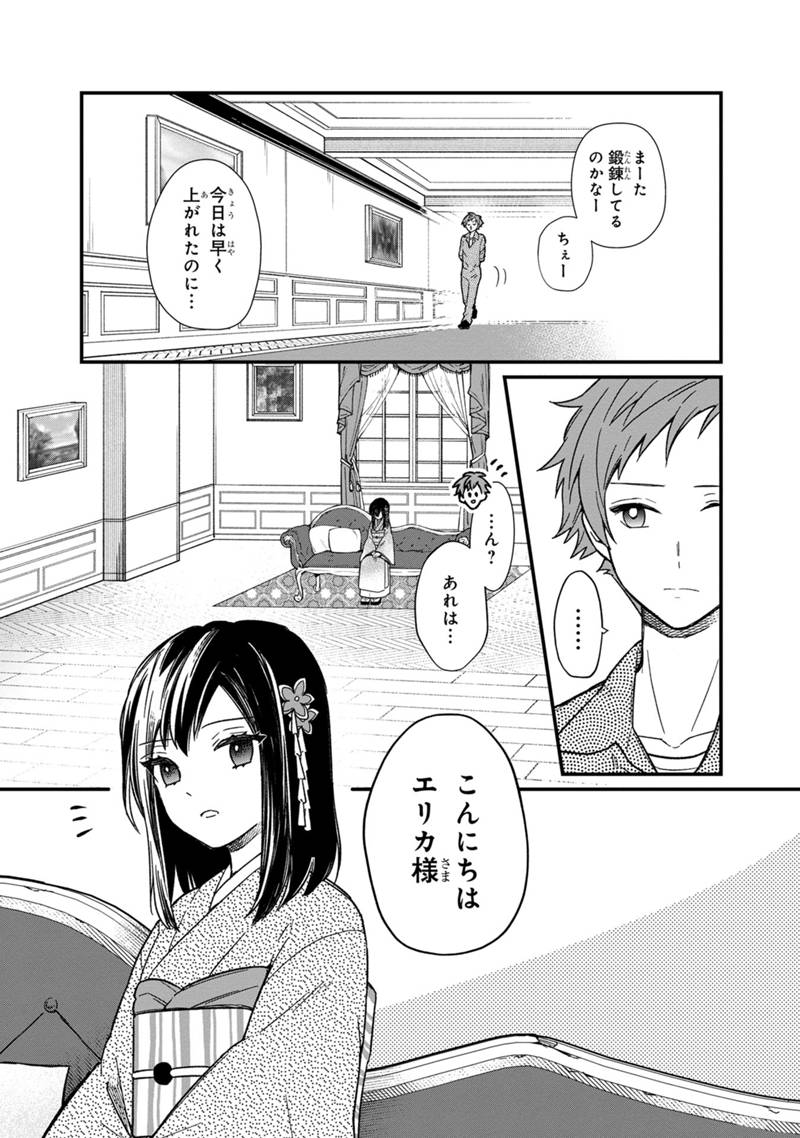 まーた
鍛錬してる
のかなー
ちぇー
今日は早く
上がれたのに…
………
…ん?
あれは…
こんにちは
エリカ様